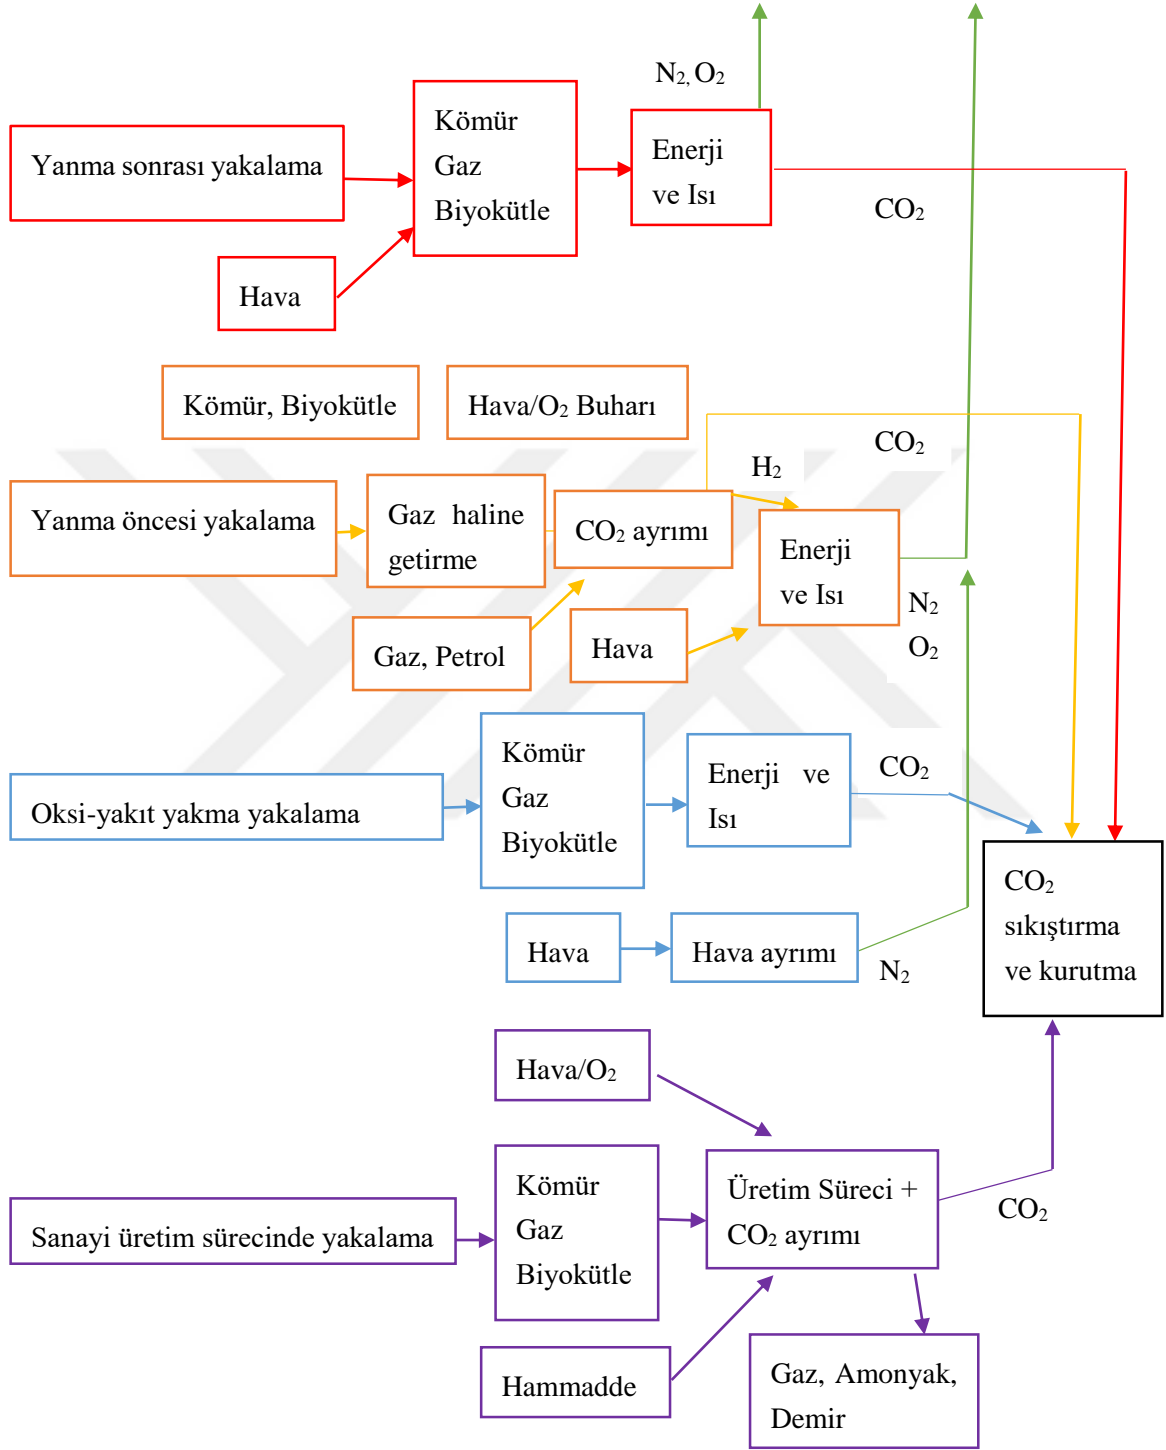 N₂, O₂
Kömür
Gaz
Biyokütle
Enerji
ve Isı
Yanma sonrası yakalama
CO₂
Hava
Kömür, Biyokütle
Hava/O₂ Buharı
CO₂
H₂
Yanma öncesi yakalama
Gaz haline
getirme
CO₂ ayrımı
Enerji
ve Isı
N₂
O₂
Gaz, Petrol
Hava
Kömür
Gaz
Biyokütle
Enerji ve
Isı
CO₂
Oksi-yakıt yakma yakalama
CO₂
sıkıştırma
ve kurutma
Hava
Hava ayrımı
N₂
Hava/O₂
Kömür
Gaz
Biyokütle
Üretim Süreci +
CO₂ ayrımı
CO₂
Sanayi üretim sürecinde yakalama
Hammadde
Gaz, Amonyak,
Demir